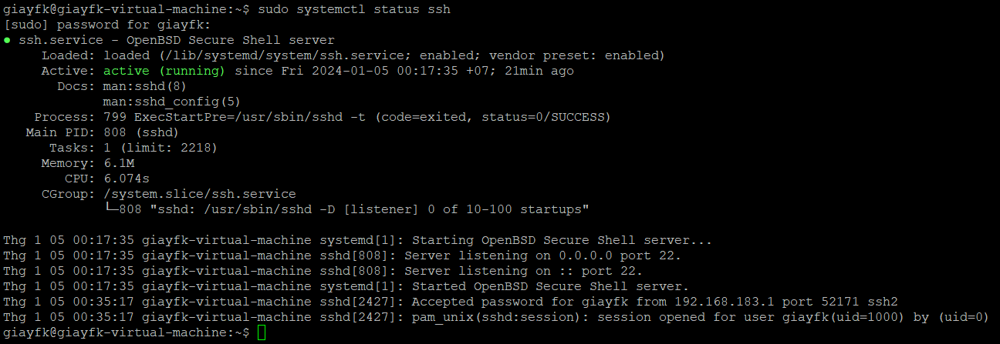 giayfk@giayfk-virtual-machine:~$ sudo systemctl status ssh
[sudo] password for giayfk:
● ssh.service - OpenBSD Secure Shell server
     Loaded: loaded (/lib/systemd/system/ssh.service; enabled; vendor preset: enabled)
     Active: active (running) since Fri 2024-01-05 00:17:35 +07; 21min ago
       Docs: man:sshd(8)
             man:sshd_config(5)
    Process: 799 ExecStartPre=/usr/sbin/sshd -t (code=exited, status=0/SUCCESS)
   Main PID: 808 (sshd)
      Tasks: 1 (limit: 2218)
     Memory: 6.1M
        CPU: 6.074s
     CGroup: /system.slice/ssh.service
             └─808 "sshd: /usr/sbin/sshd -D [listener] 0 of 10-100 startups"

Thg 1 05 00:17:35 giayfk-virtual-machine systemd[1]: Starting OpenBSD Secure Shell server...
Thg 1 05 00:17:35 giayfk-virtual-machine sshd[808]: Server listening on 0.0.0.0 port 22.
Thg 1 05 00:17:35 giayfk-virtual-machine sshd[808]: Server listening on :: port 22.
Thg 1 05 00:17:35 giayfk-virtual-machine systemd[1]: Started OpenBSD Secure Shell server.
Thg 1 05 00:35:17 giayfk-virtual-machine sshd[2427]: Accepted password for giayfk from 192.168.183.1 port 52171 ssh2
Thg 1 05 00:35:17 giayfk-virtual-machine sshd[2427]: pam_unix(sshd:session): session opened for user giayfk(uid=1000) by (uid=0)
giayfk@giayfk-virtual-machine:~$